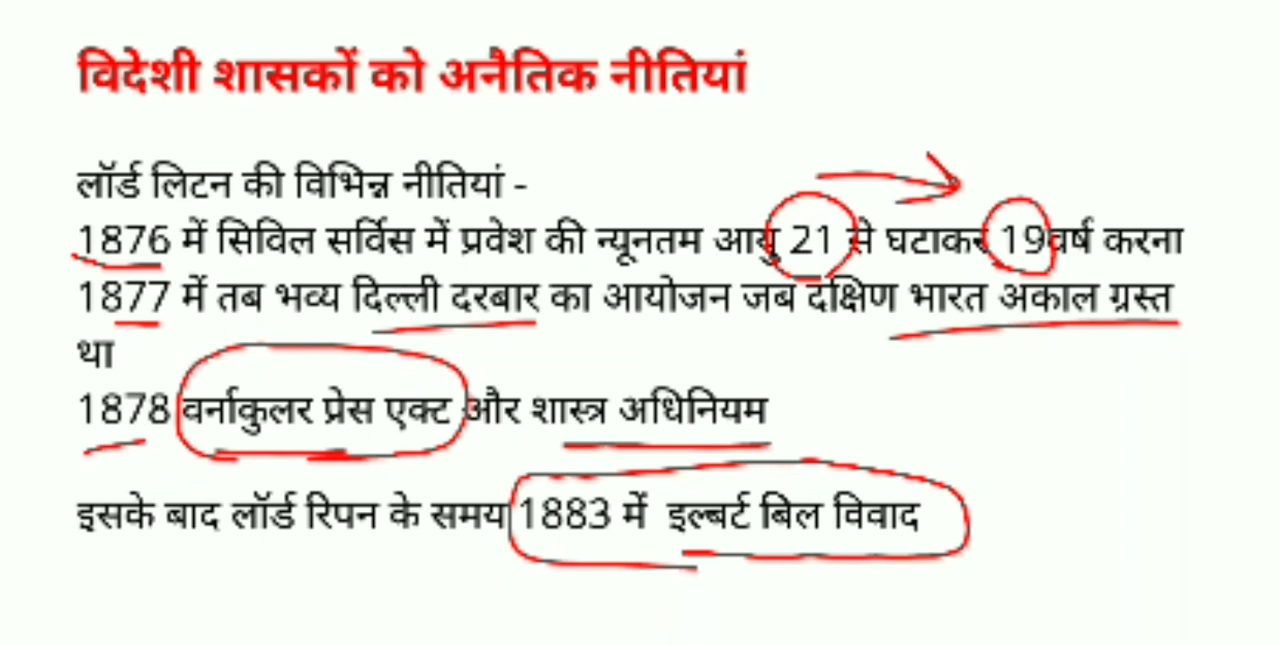 विदेशी शासकों को अनैतिक नीतियां
लॉर्ड लिटन की विभिन्न नीतियां -
1876 में सिविल सर्विस में प्रवेश की न्यूनतम आयु 21 से घटाकर 19वर्ष करना
1877 में तब भव्य दिल्ली दरबार का आयोजन जब दक्षिण भारत अकाल ग्रस्त
था
1878 वर्नाकुलर प्रेस एक्ट और शास्त्र अधिनियम
इसके बाद लॉर्ड रिपन के समय 1883 में इल्बर्ट बिल विवाद